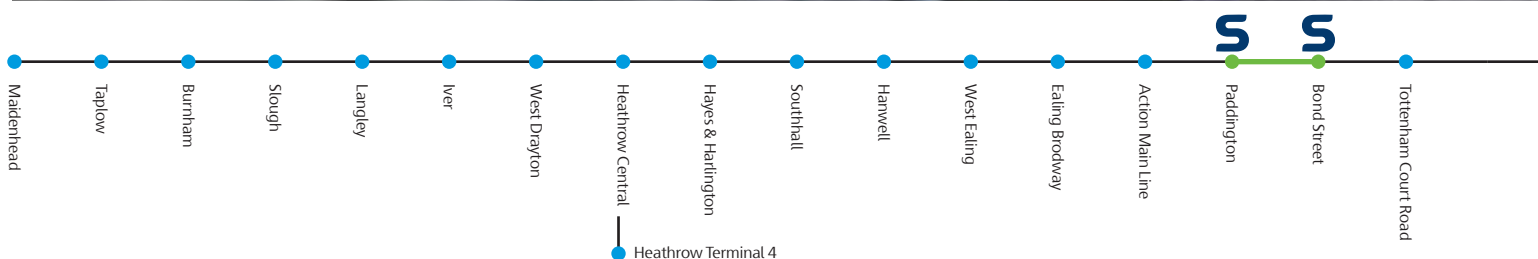 S
S
Maidenhead
Taplow
Burnham
Slough
Langley
Iver
West Drayton
Heathrow Central
Hayes & Harlington
Southhall
Hanwell
West Ealing
Ealing Brodway
Action Main Line
Paddington
Bond Street
Tottenham Court Road
Heathrow Terminal 4